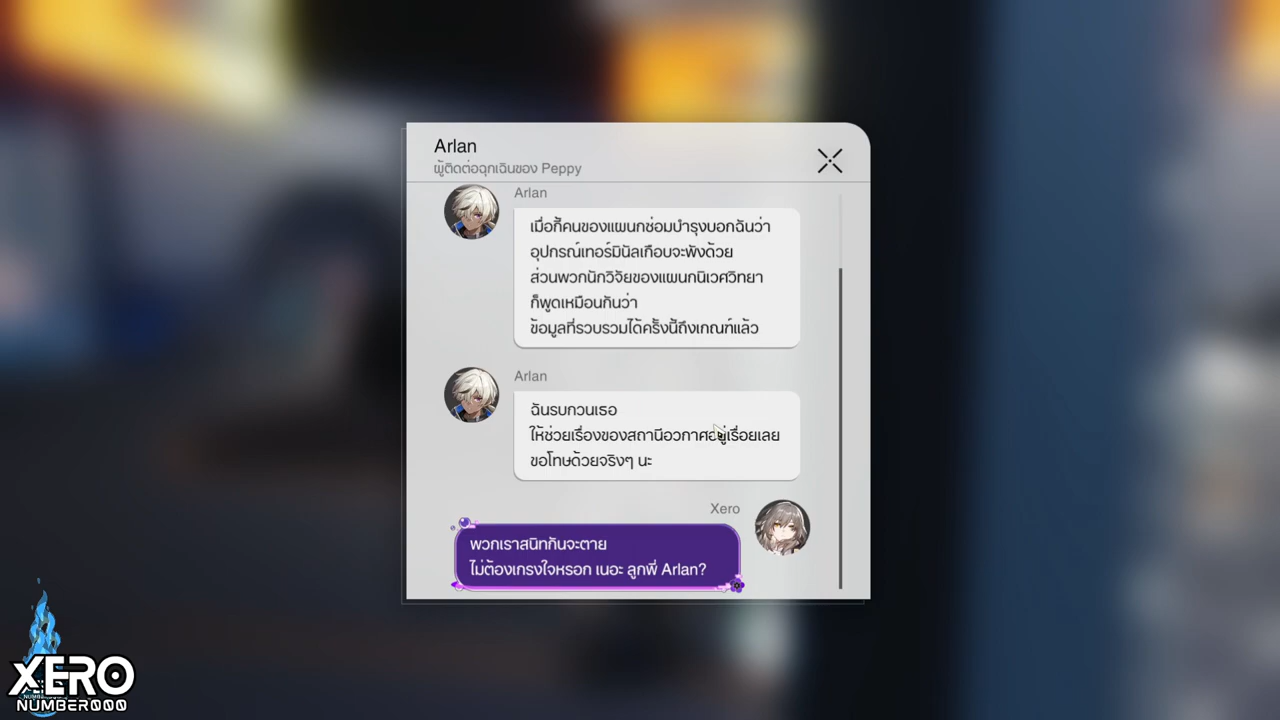 Arlan
ผู้ติดต่อฉุกเฉินของ Peppy
Arlan
เมื่อกี้คนของแผนกซ่อมบำรุงบอกฉันว่า
อุปกรณ์เทอร์มินัลเกือบจะพังด้วย
ส่วนพวกนักวิจัยของแผนกนิเวศวิทยา
ก็พูดเหมือนกันว่า
ข้อมูลที่รวบรวมได้ครั้งนี้ถึงเกณฑ์แล้ว
Arlan
ฉันรบกวนเธอ
ให้ช่วยเรื่องของสถานีอวกาศอยู่เรื่อยเลย
ขอโทษด้วยจริงๆ นะ
Xero
พวกเราสนิทกันจะตาย
ไม่ต้องเกรงใจหรอก เนอะ ลูกพี่ Arlan?
XERO
NUMBER000